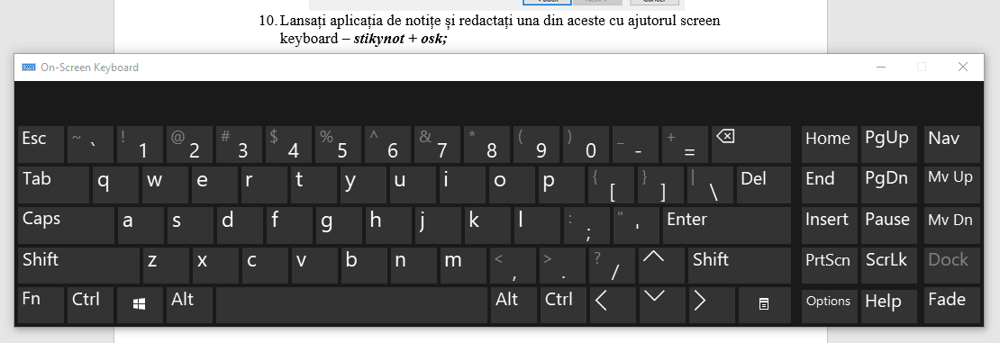 10. Lansați aplicația de notițe și redactați una din aceste cu ajutorul screen
keyboard – stikynot + osk;
On-Screen Keyboard
Esc ~ ` ! 1 @ 2 # 3 $ 4 % 5 ^ 6 & 7 * 8 ( 9 ) 0 _ - + = Home PgUp Nav
Tab q w e r t y u i o p { [ } ] | \ Del End PgDn Mv Up
Caps a s d f g h j k l : ; " ' Enter Insert Pause Mv Dn
Shift z x c v b n m < , > . ? / Shift PrtScn ScrLk Dock
Fn Ctrl Alt Alt Ctrl Options Help Fade